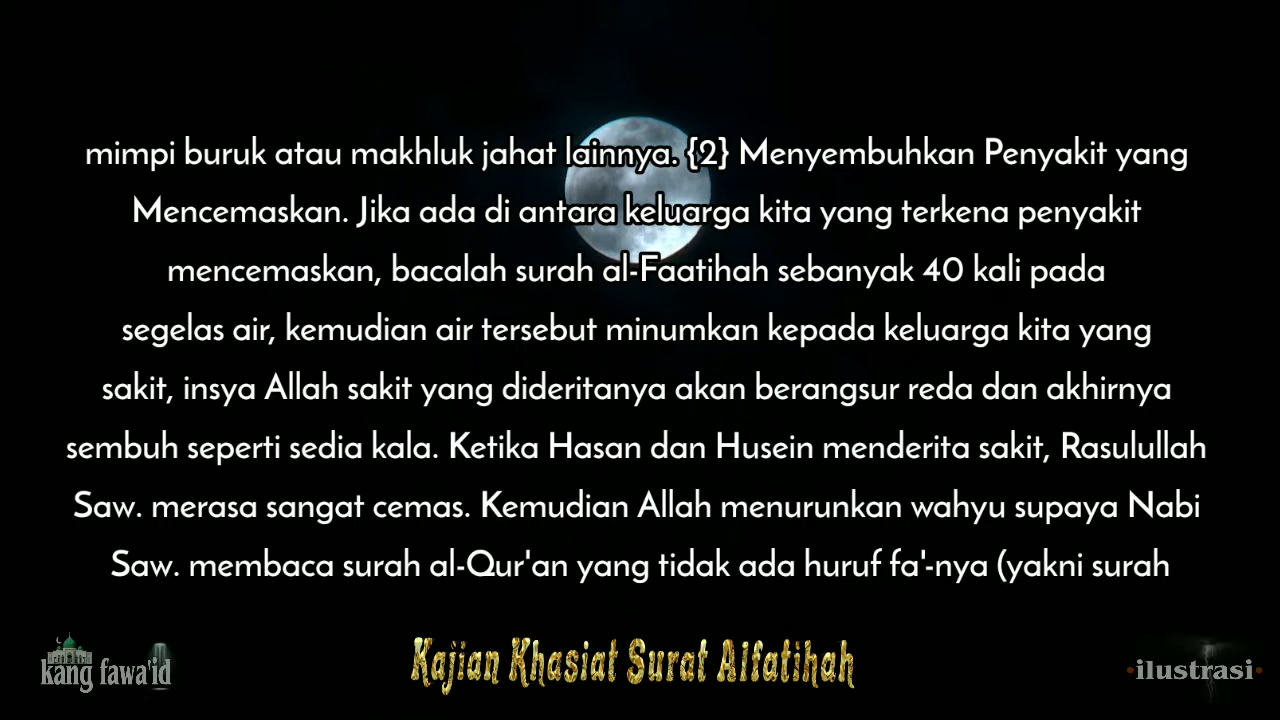 mimpi buruk atau makhluk jahat lainnya. {2} Menyembuhkan Penyakit yang
Mencemaskan. Jika ada di antara keluarga kita yang terkena penyakit
mencemaskan, bacalah surah al-Faatihah sebanyak 40 kali pada
segelas air, kemudian air tersebut minumkan kepada keluarga kita yang
sakit, insya Allah sakit yang dideritanya akan berangsur reda dan akhirnya
sembuh seperti sedia kala. Ketika Hasan dan Husein menderita sakit, Rasulullah
Saw. merasa sangat cemas. Kemudian Allah menurunkan wahyu supaya Nabi
Saw. membaca surah al-Qur'an yang tidak ada huruf fa'-nya (yakni surah
kang fawa'id
Kajian Khasiat Surat Alfatihah
•ilustrasi•